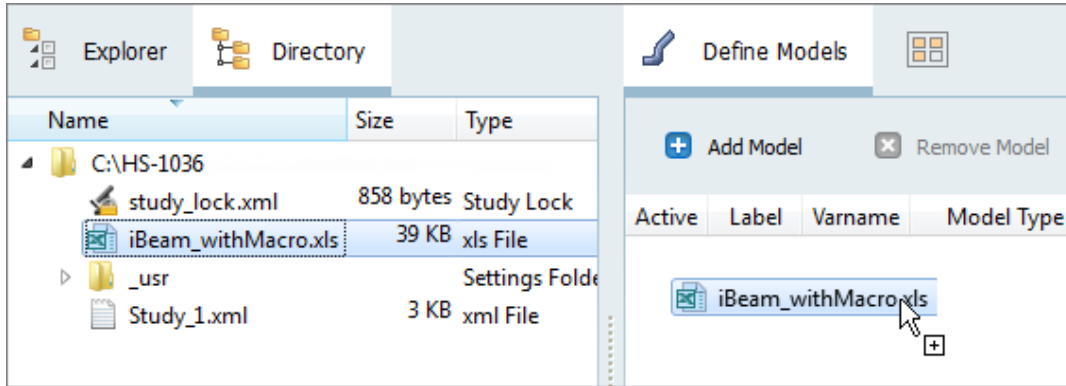 Explorer Directory Define Models
Name Size Type
Add Model Remove Model
C:\HS-1036
study_lock.xml 858 bytes Study Lock
Active Label Varname Model Type
iBeam_withMacro.xls 39 KB xls File
_usr Settings Folde
iBeam_withMacro.xls
Study_1.xml 3 KB xml File